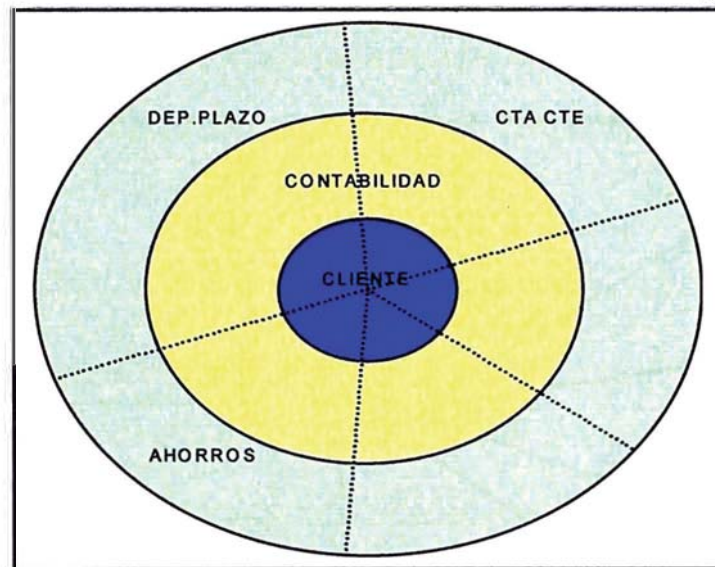 DEP.PLAZO
CTA CTE
CONTABILIDAD
CLIENTE
AHORROS